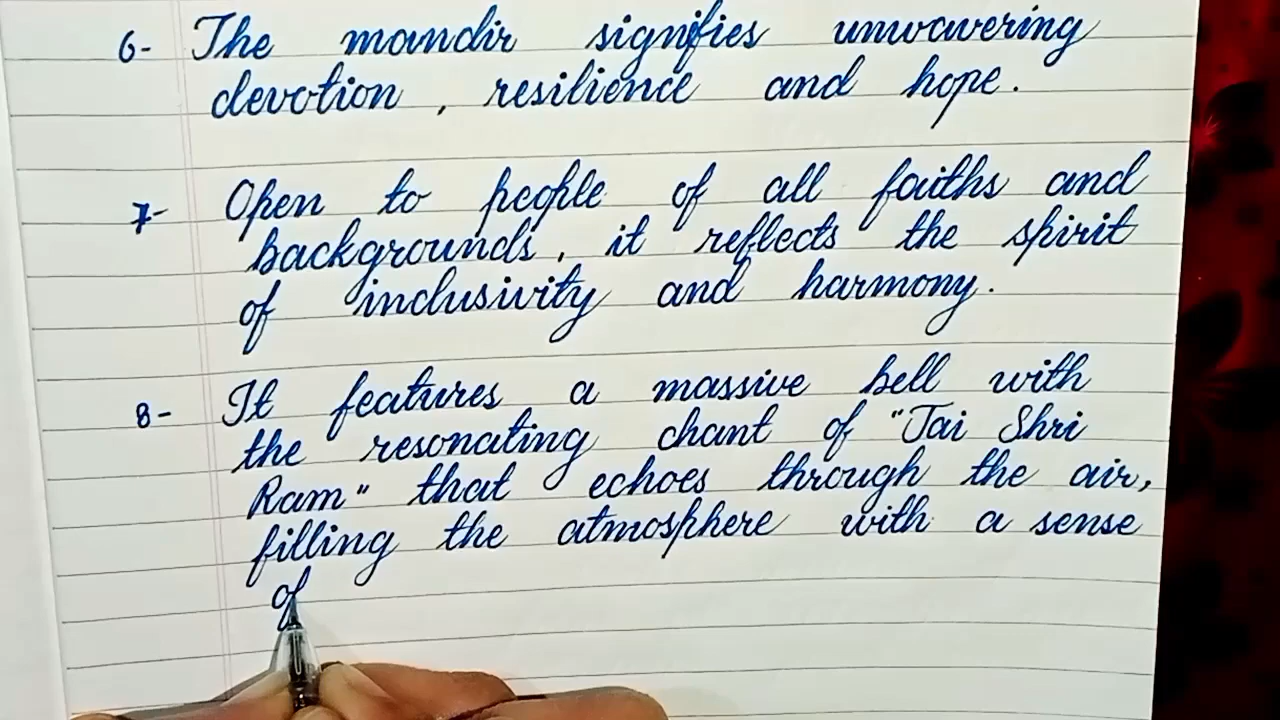 6- The mandir signifies unwavering
devotion, resilience and hope.
7- Open to people of all faiths and
backgrounds, it reflects the spirit
of inclusivity and harmony.
8- It features a massive bell with
the resonating chant of "Jai Shri
Ram" that echoes through the air,
filling the atmosphere with a sense
of